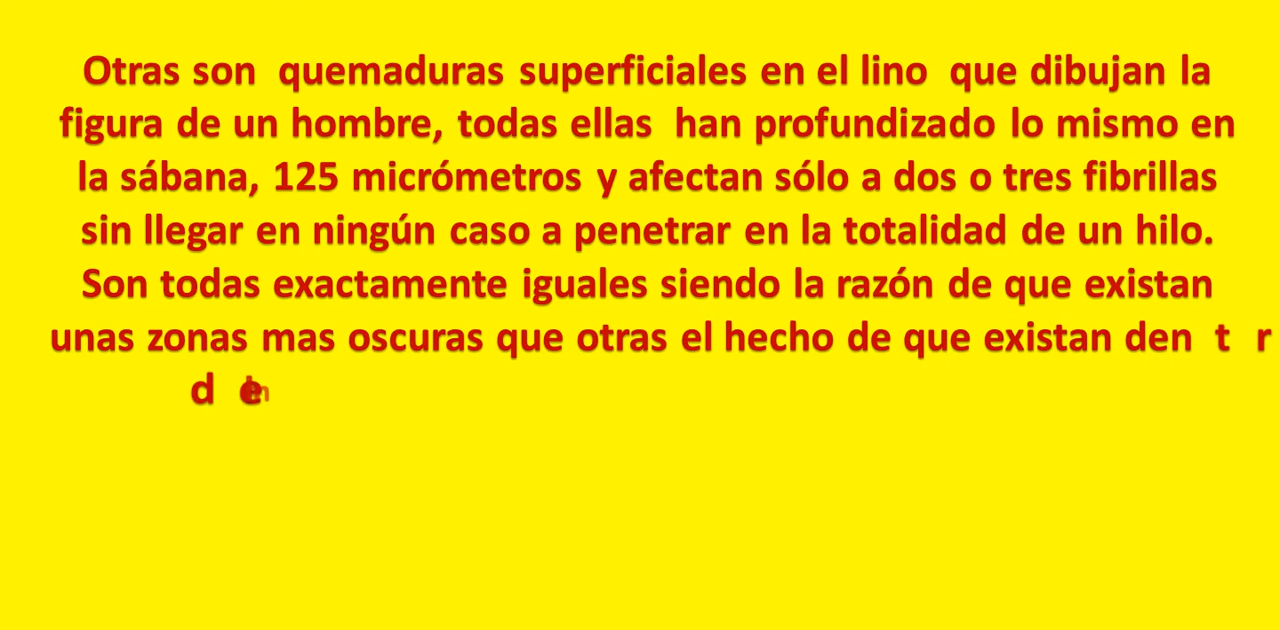 Otras son quemaduras superficiales en el lino que dibujan la
figura de un hombre, todas ellas han profundizado lo mismo en
la sábana, 125 micrómetros y afectan sólo a dos o tres fibrillas
sin llegar en ningún caso a penetrar en la totalidad de un hilo.
Son todas exactamente iguales siendo la razón de que existan
unas zonas mas oscuras que otras el hecho de que existan den t r
d e